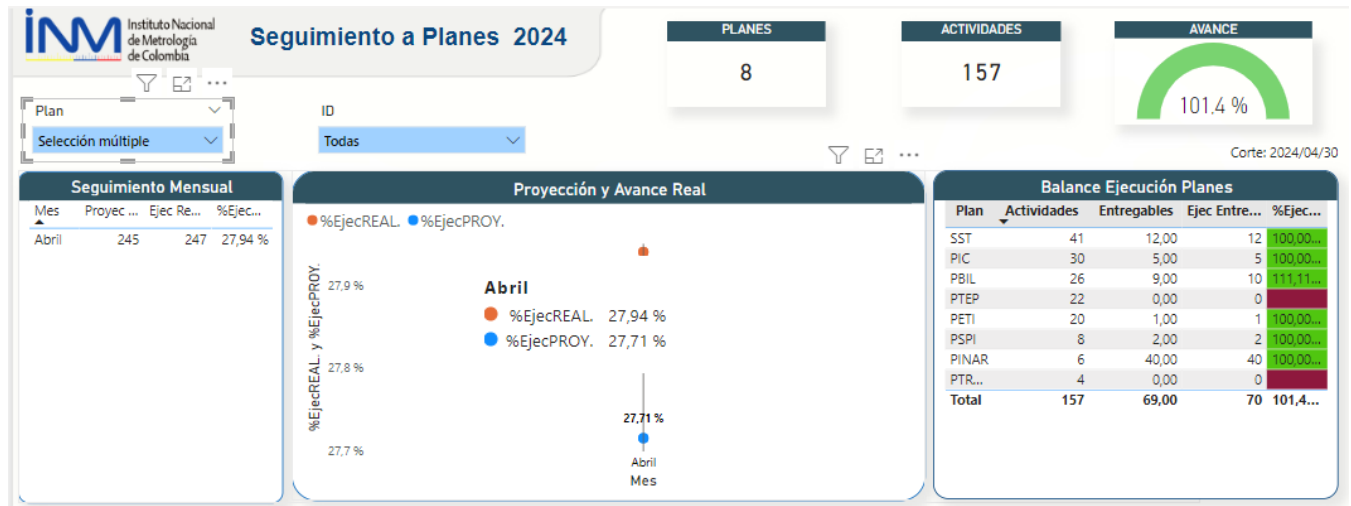 Instituto Nacional
de Metrología
de Colombia
INM
Seguimiento a Planes 2024
PLANES
8
ACTIVIDADES
157
AVANCE
101,4 %
Plan
Selección múltiple
ID
Todas
Corte: 2024/04/30
Seguimiento Mensual
Mes Proyec ... Ejec Re... %Ejec...
Abril 245 247 27,94 %
Proyección y Avance Real
%EjecREAL. %EjecPROY.
%EjecREAL. y %EjecPROY.
27,9 %
27,8 %
27,7 %
Abril
%EjecREAL. 27,94 %
%EjecPROY. 27,71 %
27,71 %
Abril
Mes
Balance Ejecución Planes
Plan Actividades Entregables Ejec Entre... %Ejec...
SST 41 12,00 12 100,00...
PIC 30 5,00 5 100,00...
PBIL 26 9,00 10 111,11...
PTEP 22 0,00 0
PETI 20 1,00 1 100,00...
PSPI 8 2,00 2 100,00...
PINAR 6 40,00 40 100,00...
PTR... 4 0,00 0
Total 157 69,00 70 101,4...